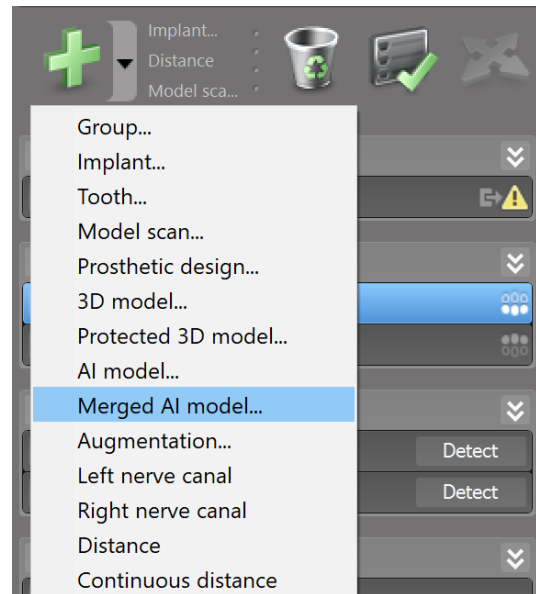 Implant...
Distance
Model sca...
Group...
Implant...
Tooth...
Model scan...
Prosthetic design...
3D model...
Protected 3D model...
AI model...
Merged AI model...
Augmentation...
Detect
Left nerve canal
Detect
Right nerve canal
Distance
Continuous distance